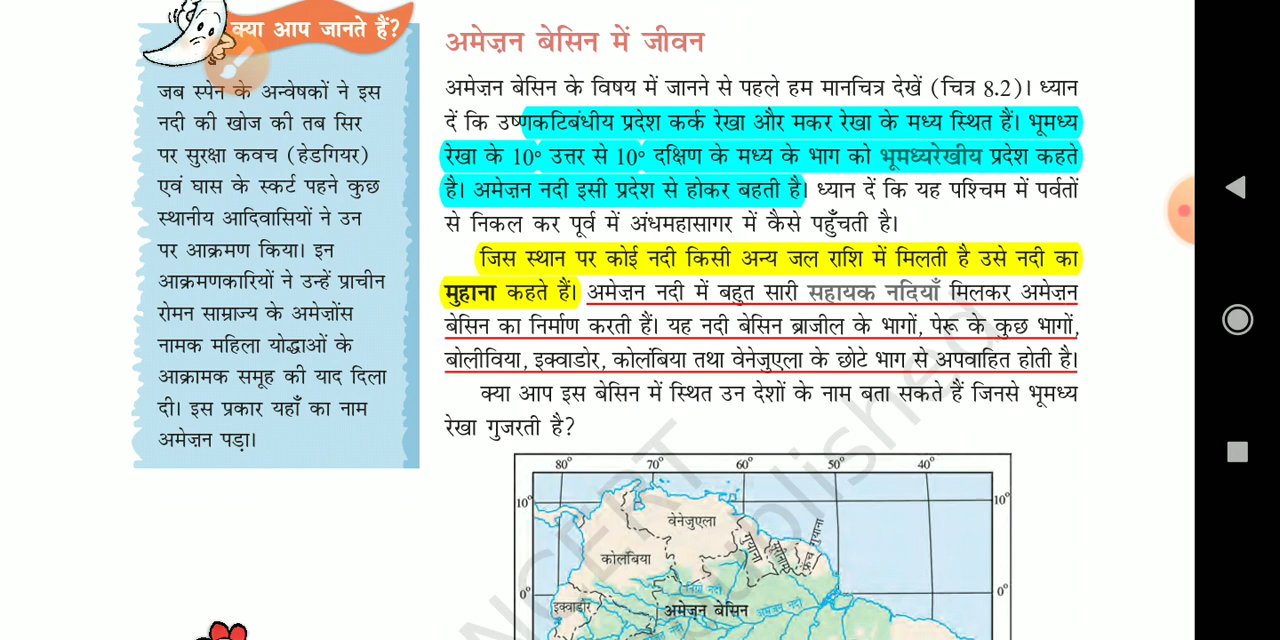 क्या आप जानते हैं?
जब स्पेन के अन्वेषकों ने इस
नदी की खोज की तब सिर
पर सुरक्षा कवच (हेडगियर)
एवं घास के स्कर्ट पहने कुछ
स्थानीय आदिवासियों ने उन
पर आक्रमण किया। इन
आक्रमणकारियों ने उन्हें प्राचीन
रोमन साम्राज्य के अमेज़ोंस
नामक महिला योद्धाओं के
आक्रामक समूह की याद दिला
दी। इस प्रकार यहाँ का नाम
अमेज़न पड़ा।
अमेज़न बेसिन में जीवन
अमेज़न बेसिन के विषय में जानने से पहले हम मानचित्र देखें (चित्र 8.2)। ध्यान
दें कि उष्णकटिबंधीय प्रदेश कर्क रेखा और मकर रेखा के मध्य स्थित हैं। भूमध्य
रेखा के 10° उत्तर से 10° दक्षिण के मध्य के भाग को भूमध्यरेखीय प्रदेश कहते
है। अमेज़न नदी इसी प्रदेश से होकर बहती है। ध्यान दें कि यह पश्चिम में पर्वतों
से निकल कर पूर्व में अंधमहासागर में कैसे पहुँचती है।
जिस स्थान पर कोई नदी किसी अन्य जल राशि में मिलती है उसे नदी का
मुहाना कहते हैं। अमेज़न नदी में बहुत सारी सहायक नदियाँ मिलकर अमेज़न
बेसिन का निर्माण करती हैं। यह नदी बेसिन ब्राजील के भागों, पेरू के कुछ भागों,
बोलीविया, इक्वाडोर, कोलंबिया तथा वेनेजुएला के छोटे भाग से अपवाहित होती है।
क्या आप इस बेसिन में स्थित उन देशों के नाम बता सकते हैं जिनसे भूमध्य
रेखा गुजरती है?
80° 70° 60° 50° 40°
10° 10°
वेनेजुएला
गुयाना
फ्रेंच गुयाना
कोलंबिया
0° 0°
इक्वाडोर
अमेज़न बेसिन
अमेज़न नदी
नदी
NCERT
published